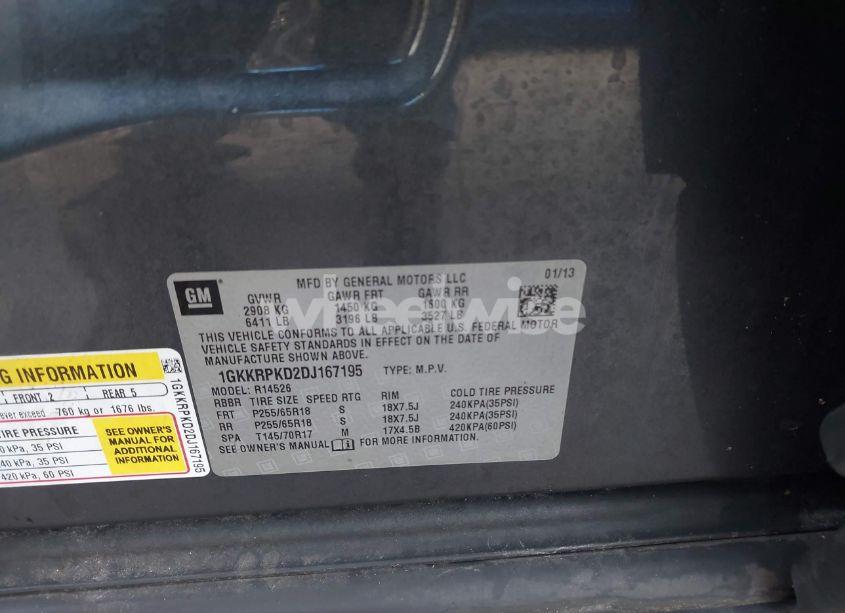 GM
MFD BY GENERAL MOTORS LLC
01/13
GVWR GAWR FRT GAWR RR
2908 KG 1450 KG 1600 KG
6411 LB 3196 LB 3527 LB
THIS VEHICLE CONFORMS TO ALL APPLICABLE U.S. FEDERAL MOTOR
VEHICLE SAFETY STANDARDS IN EFFECT ON THE DATE OF
MANUFACTURE SHOWN ABOVE.
1GKKRPKD2DJ167195 TYPE: M.P.V.
MODEL: R14526
RBBR TIRE SIZE SPEED RTG RIM COLD TIRE PRESSURE
FRT P255/65R18 S 18X7.5J 240KPA(35PSI)
RR P255/65R18 S 18X7.5J 240KPA(35PSI)
SPA T145/70R17 M 17X4.5B 420KPA(60PSI)
SEE OWNER'S MANUAL FOR MORE INFORMATION.
G INFORMATION
FRONT 2 REAR 5
ever exceed 760 kg or 1676 lbs.
IRE PRESSURE
0 kPa, 35 PSI
40 kPa, 35 PSI
420 kPa, 60 PSI
SEE OWNER'S
MANUAL FOR
ADDITIONAL
INFORMATION
1GKKRPKD2DJ167195
wheelwise